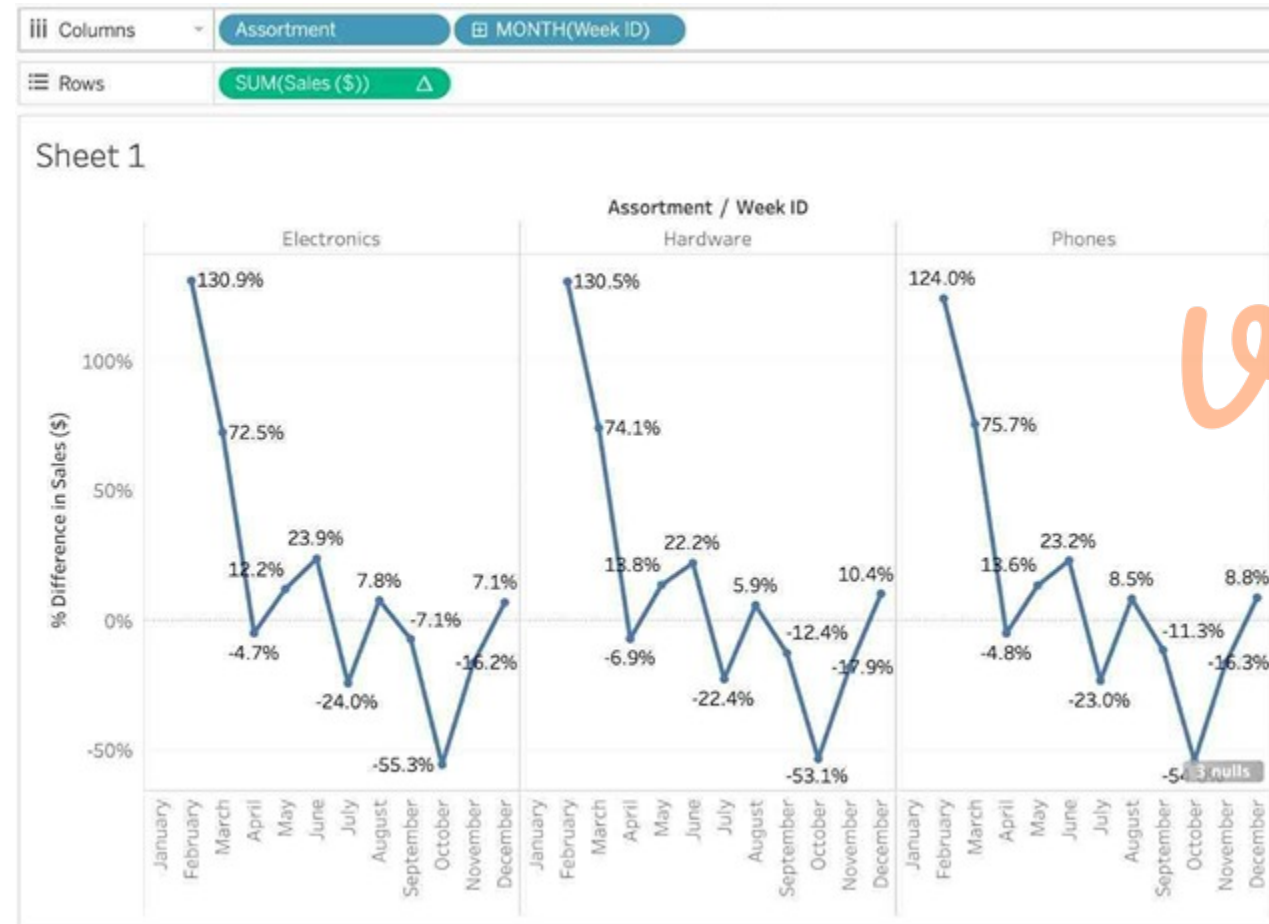 Columns Assortment MONTH(Week ID)
Rows SUM(Sales ($)) Δ
Sheet 1
Assortment / Week ID
Electronics Hardware Phones
% Difference in Sales ($)
100%
50%
0%
-50%
130.9% 72.5% -4.7% 12.2% 23.9% -24.0% 7.8% -7.1% -55.3% -16.2% 7.1%
130.5% 74.1% -6.9% 13.8% 22.2% -22.4% 5.9% -12.4% -53.1% -17.9% 10.4%
124.0% 75.7% -4.8% 13.6% 23.2% -23.0% 8.5% -11.3% -16.3% 8.8%
3 nulls
January February March April May June July August September October November December
January February March April May June July August September October November December
January February March April May June July August September October November December